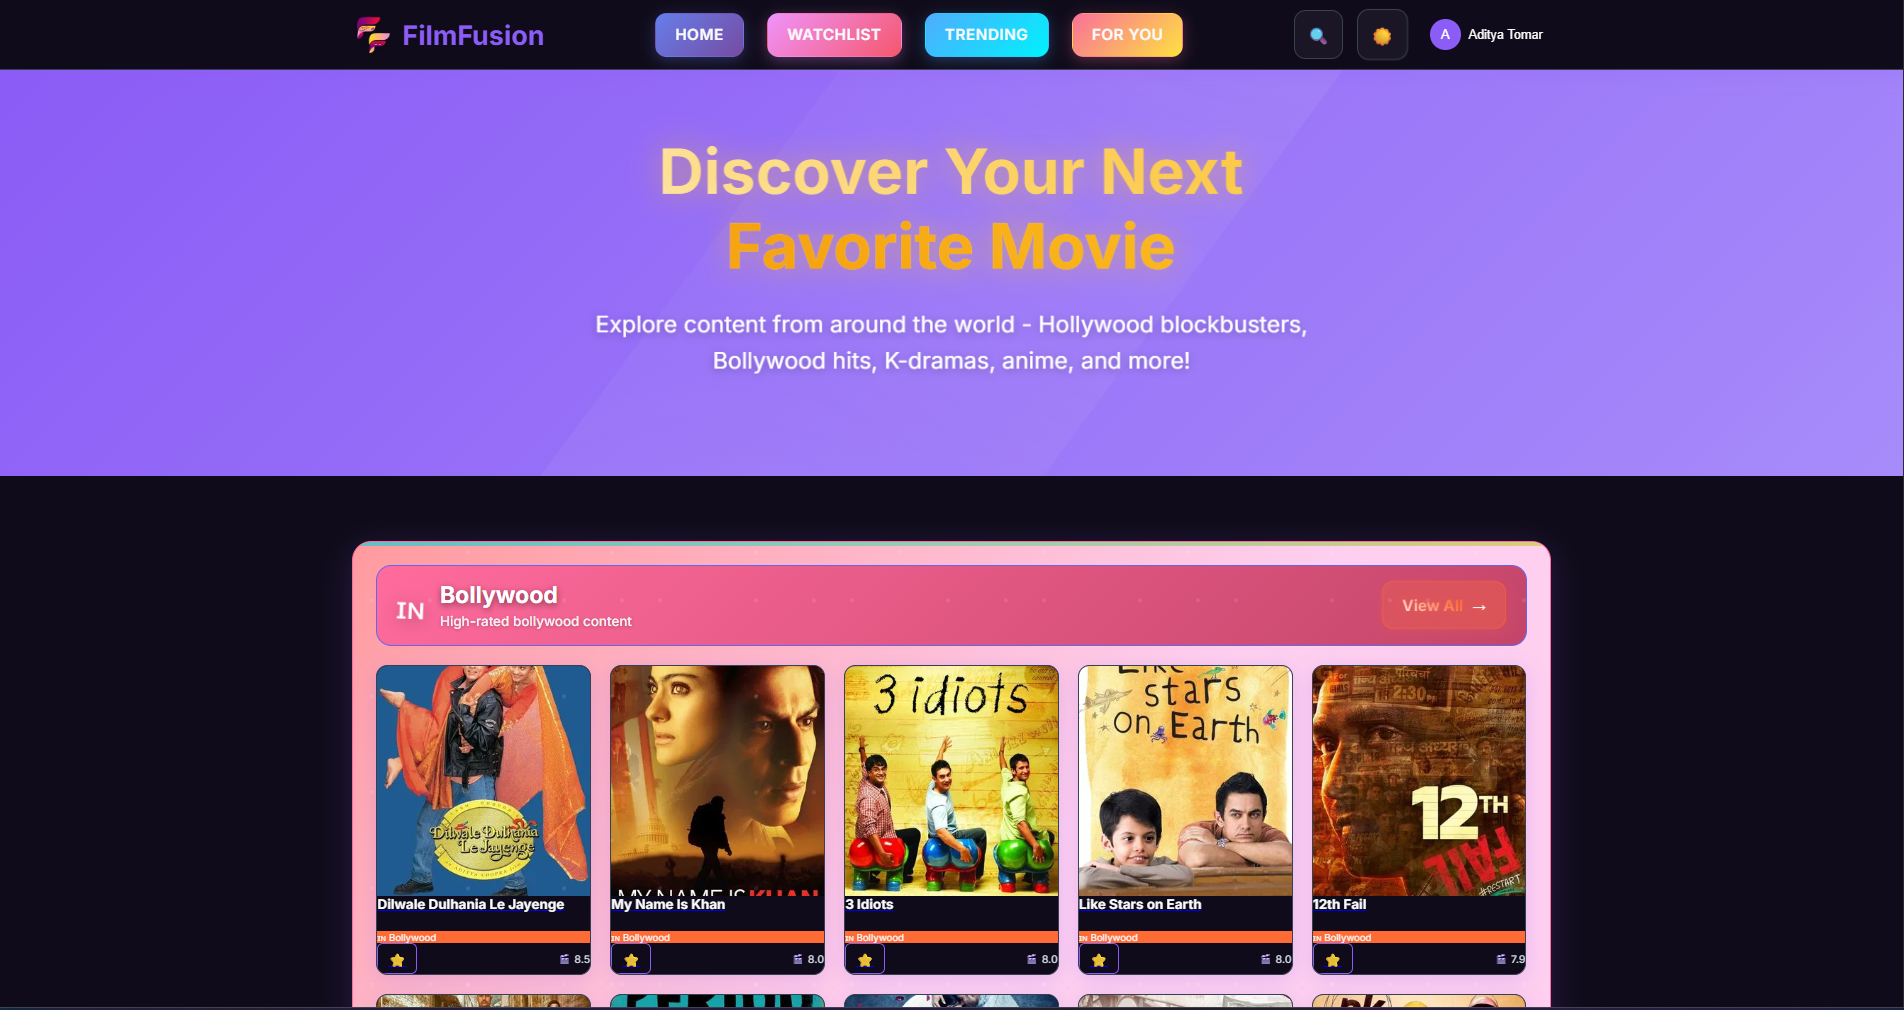 FilmFusion
HOME
WATCHLIST
TRENDING
FOR YOU
A
Aditya Tomar
Discover Your Next
Favorite Movie
Explore content from around the world - Hollywood blockbusters,
Bollywood hits, K-dramas, anime, and more!
IN
Bollywood
High-rated bollywood content
View All →
Dilwale Dulhania
Le Jayenge
MY NAME IS KHAN
3 idiots
Like
stars
on Earth
2:30
12TH
FAIL
#RESTART
Dilwale Dulhania Le Jayenge
My Name Is Khan
3 Idiots
Like Stars on Earth
12th Fail
IN Bollywood
IN Bollywood
IN Bollywood
IN Bollywood
IN Bollywood
8.5
8.0
8.0
8.0
7.9